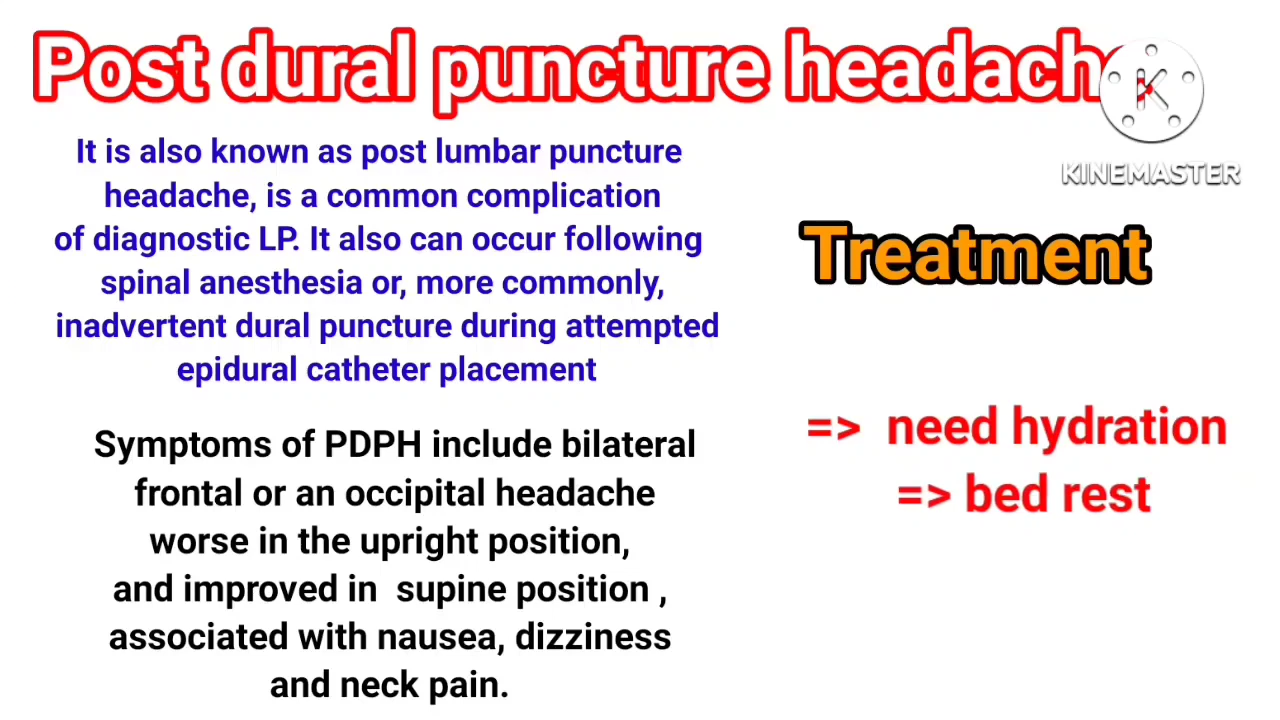 Post dural puncture headache
KINEMASTER
It is also known as post lumbar puncture
headache, is a common complication
of diagnostic LP. It also can occur following
spinal anesthesia or, more commonly,
inadvertent dural puncture during attempted
epidural catheter placement
Symptoms of PDPH include bilateral
frontal or an occipital headache
worse in the upright position,
and improved in supine position ,
associated with nausea, dizziness
and neck pain.
Treatment
=> need hydration
=> bed rest